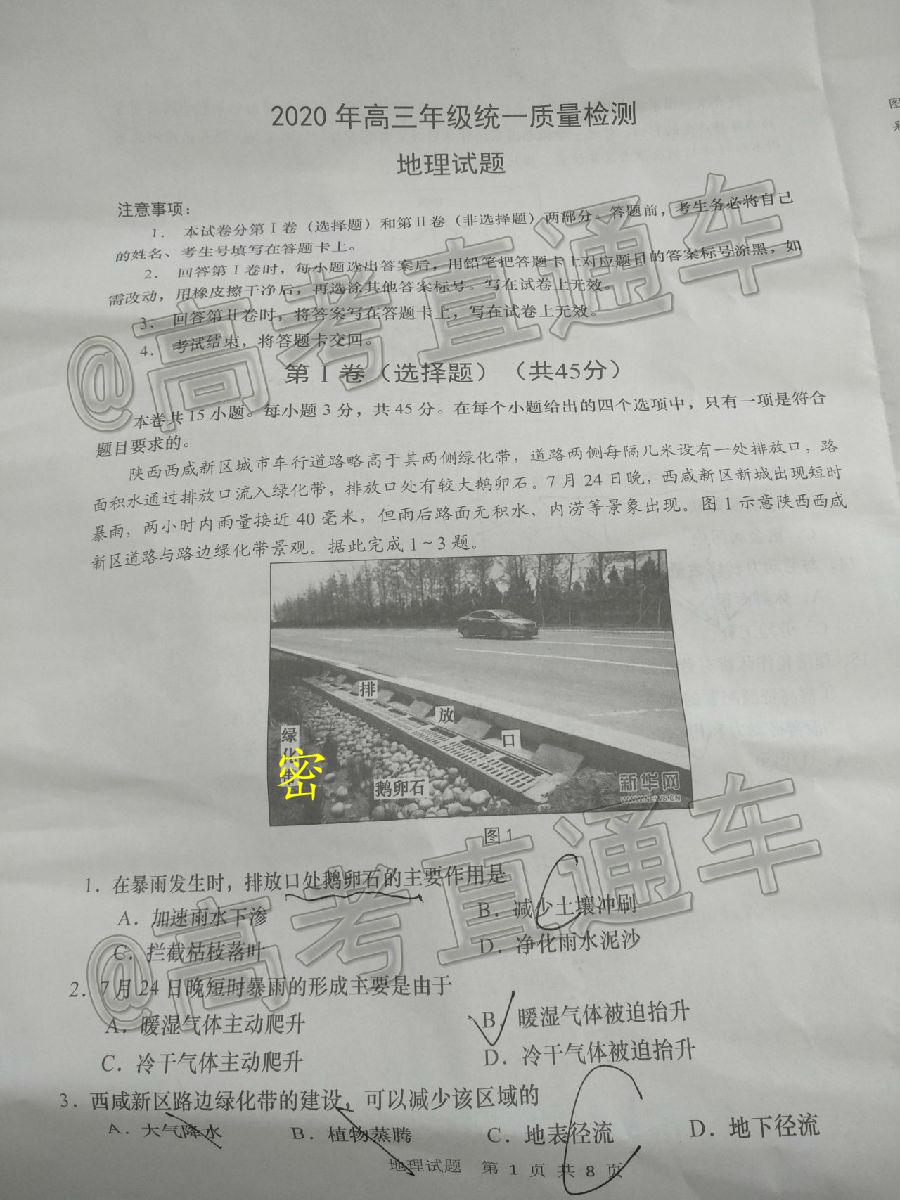 2020年高三年级统一质量检测
地理试题
注意事项：
1. 本试卷分第Ⅰ卷（选择题）和第Ⅱ卷（非选择题）两部分。答题前，考生务必将自己
的姓名、考生号填写在答题卡上。
2. 回答第Ⅰ卷时，每小题选出答案后，用铅笔把答题卡上对应题目的答案标号涂黑，如
需改动，用橡皮擦干净后，再选涂其他答案标号。写在试卷上无效。
3. 回答第Ⅱ卷时，将答案写在答题卡上，写在试卷上无效。
4. 考试结束，将答题卡交回。
@高考直通车
第Ⅰ卷（选择题）（共45分）
本卷共15小题。每小题3分，共45分。在每个小题给出的四个选项中，只有一项是符合
题目要求的。
陕西西咸新区城市车行道路略高于其两侧绿化带，道路两侧每隔几米设有一处排放口，路
面积水通过排放口流入绿化带，排放口处有较大鹅卵石。7月24日晚，西咸新区新城出现短时
暴雨，两小时内雨量接近40毫米，但雨后路面无积水、内涝等景象出现。图1示意陕西西咸
新区道路与路边绿化带景观。据此完成1~3题。
排
放
口
绿
化
密
鹅卵石
新华网
WWW.NEWS.CN
图1
1. 在暴雨发生时，排放口处鹅卵石的主要作用是
A. 加速雨水下渗 B. 减少土壤冲刷
C. 拦截枯枝落叶 D. 净化雨水泥沙
@高考直通车
2. 7月24日晚短时暴雨的形成主要是由于
A. 暖湿气体主动爬升 B. 暖湿气体被迫抬升
C. 冷干气体主动爬升 D. 冷干气体被迫抬升
3. 西咸新区路边绿化带的建设，可以减少该区域的
A. 大气降水 B. 植物蒸腾 C. 地表径流 D. 地下径流
地理试题 第1页共8页